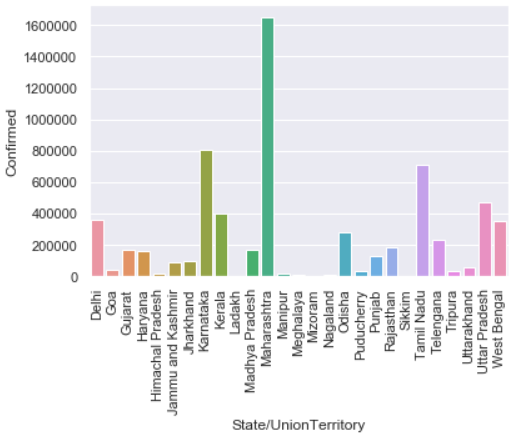 1600000
1400000
1200000
1000000
800000
600000
400000
200000
0
Confirmed
Delhi
Goa
Gujarat
Haryana
Himachal Pradesh
Jammu and Kashmir
Jharkhand
Karnataka
Kerala
Ladakh
Madhya Pradesh
Maharashtra
Manipur
Meghalaya
Mizoram
Nagaland
Odisha
Puducherry
Punjab
Rajasthan
Sikkim
Tamil Nadu
Telengana
Tripura
Uttarakhand
Uttar Pradesh
West Bengal
State/UnionTerritory